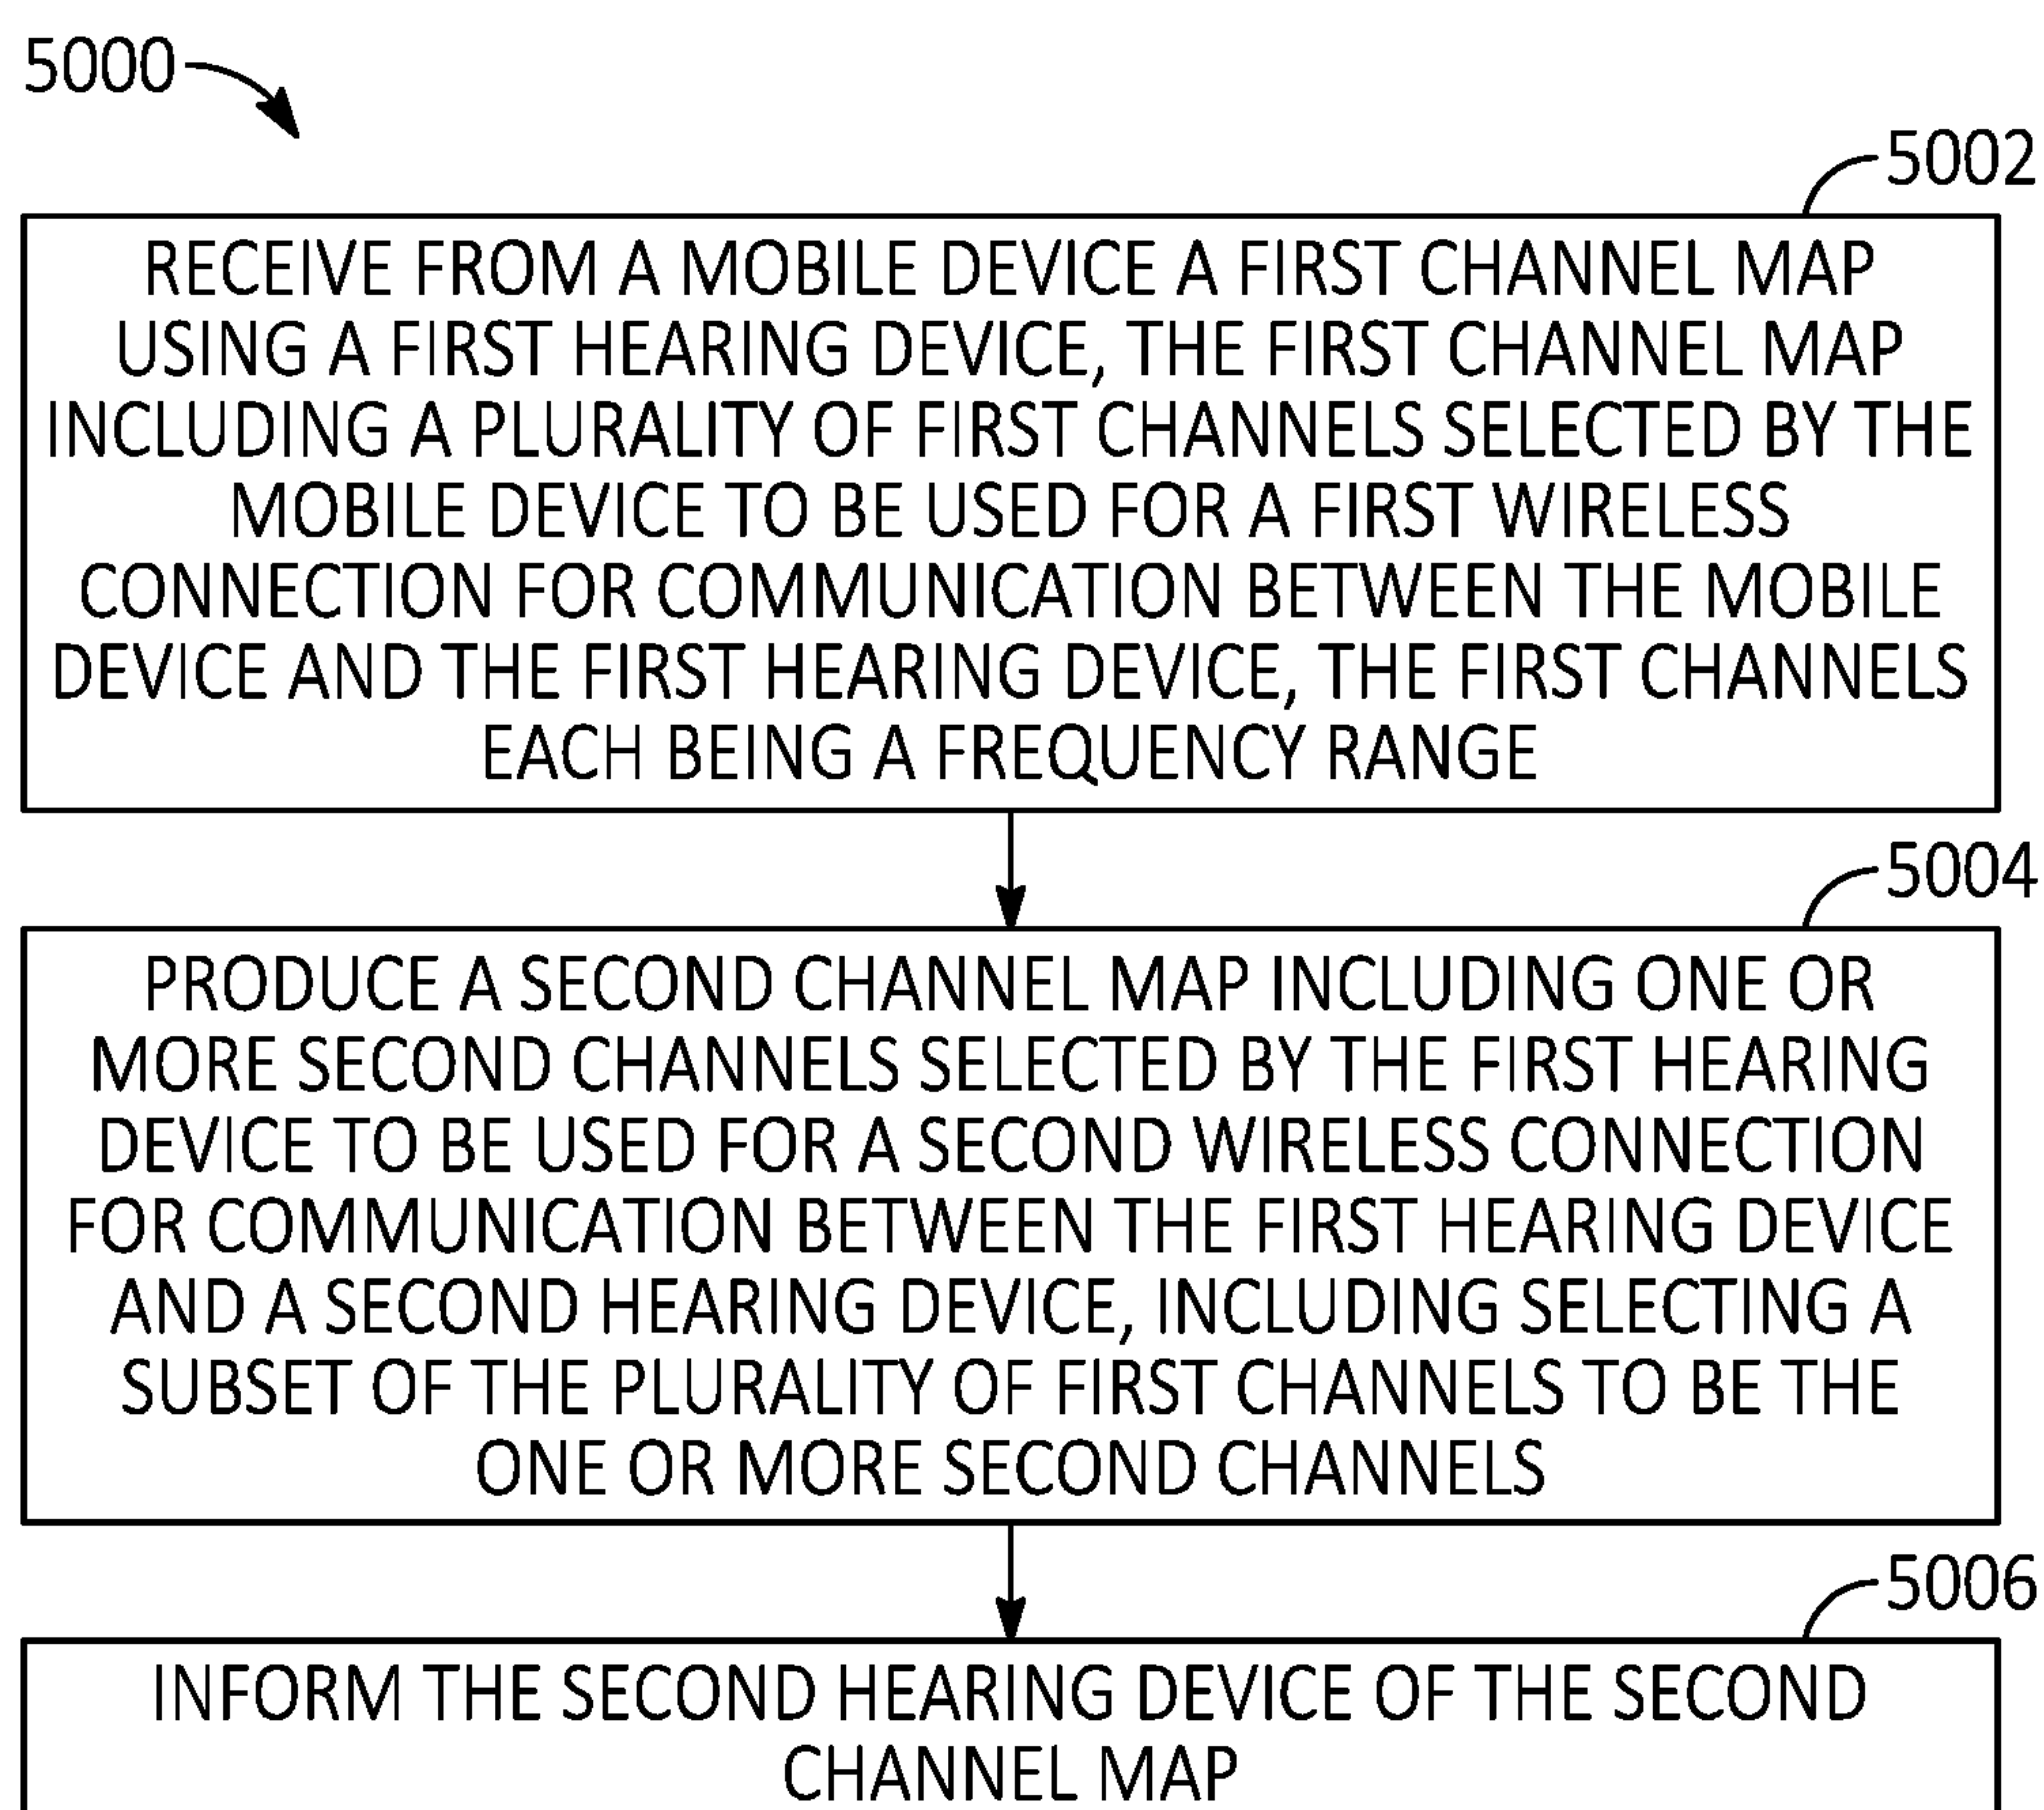 5000
5002
RECEIVE FROM A MOBILE DEVICE A FIRST CHANNEL MAP
USING A FIRST HEARING DEVICE, THE FIRST CHANNEL MAP
INCLUDING A PLURALITY OF FIRST CHANNELS SELECTED BY THE
MOBILE DEVICE TO BE USED FOR A FIRST WIRELESS
CONNECTION FOR COMMUNICATION BETWEEN THE MOBILE
DEVICE AND THE FIRST HEARING DEVICE, THE FIRST CHANNELS
EACH BEING A FREQUENCY RANGE
5004
PRODUCE A SECOND CHANNEL MAP INCLUDING ONE OR
MORE SECOND CHANNELS SELECTED BY THE FIRST HEARING
DEVICE TO BE USED FOR A SECOND WIRELESS CONNECTION
FOR COMMUNICATION BETWEEN THE FIRST HEARING DEVICE
AND A SECOND HEARING DEVICE, INCLUDING SELECTING A
SUBSET OF THE PLURALITY OF FIRST CHANNELS TO BE THE
ONE OR MORE SECOND CHANNELS
5006
INFORM THE SECOND HEARING DEVICE OF THE SECOND
CHANNEL MAP